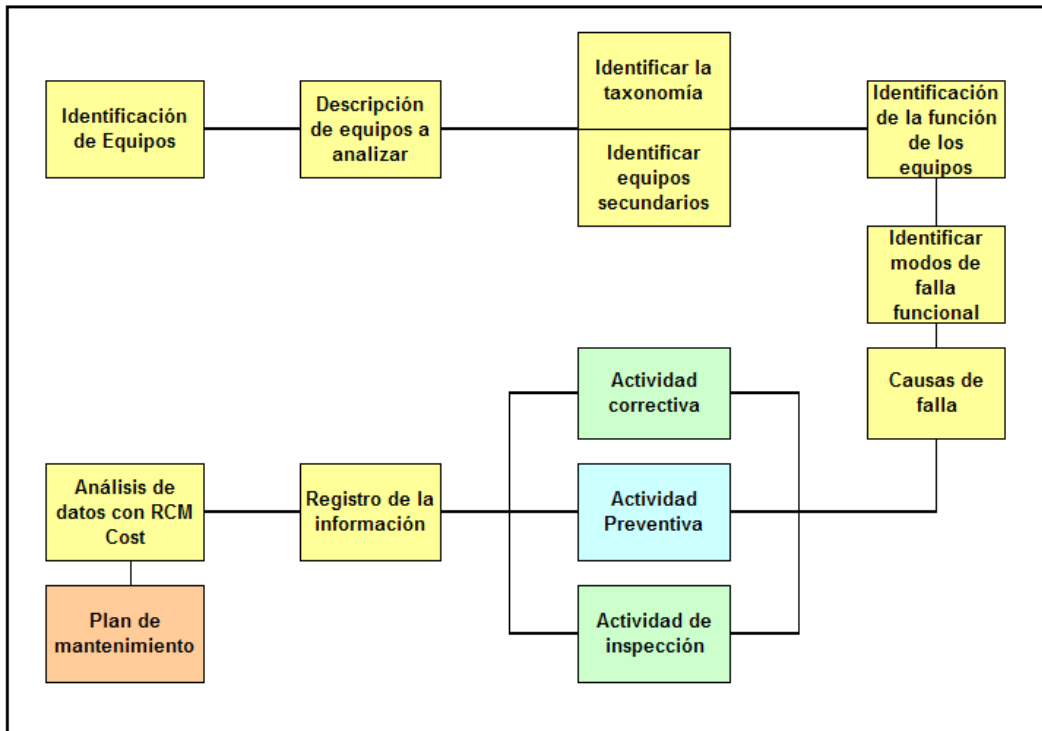 Identificación
de Equipos
Descripción
de equipos a
analizar
Identificar la
taxonomía
Identificar
equipos
secundarios
Identificación
de la función
de los
equipos
Identificar
modos de
falla
funcional
Causas de
falla
Actividad
correctiva
Actividad
Preventiva
Actividad de
inspección
Registro de la
información
Análisis de
datos con RCM
Cost
Plan de
mantenimiento